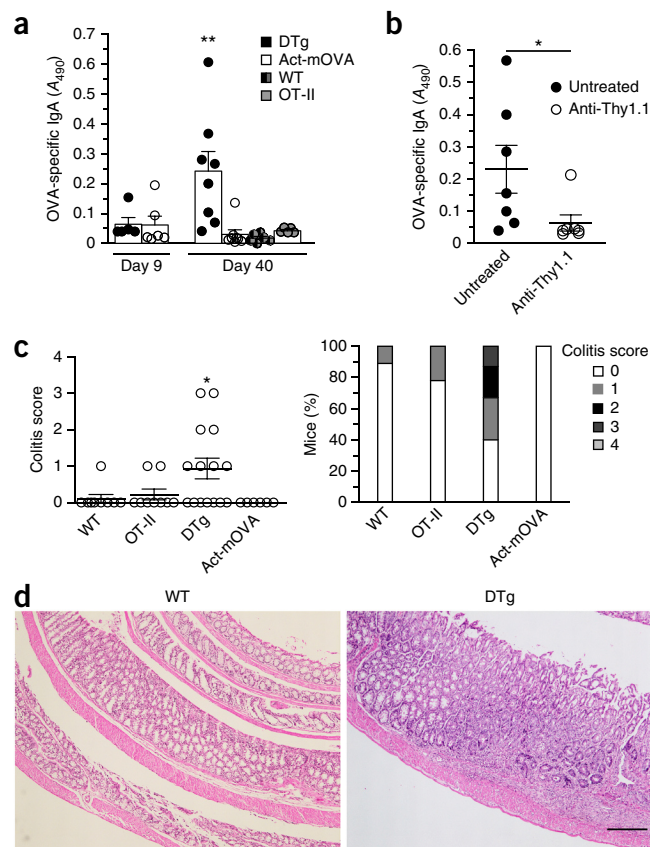 a
**
DTg
Act-mOVA
WT
OT-II
OVA-specific IgA (A490)
0.7
0.6
0.5
0.4
0.3
0.2
0.1
0
Day 9
Day 40
b
*
Untreated
Anti-Thy1.1
OVA-specific IgA (A490)
0.6
0.5
0.4
0.3
0.2
0.1
0
Untreated
Anti-Thy1.1
c
Colitis score
4
3
2
1
0
*
WT
OT-II
DTg
Act-mOVA
Mice (%)
100
80
60
40
20
0
WT
OT-II
DTg
Act-mOVA
Colitis score
0
1
2
3
4
d
WT
DTg